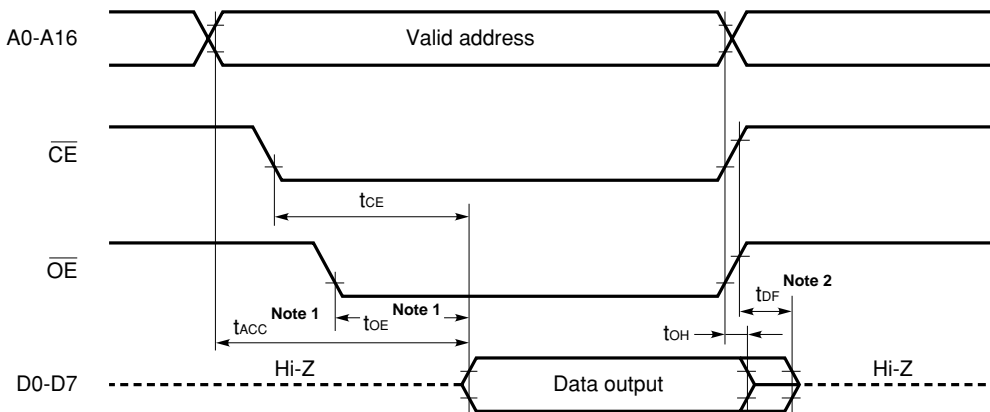 A0-A16
Valid address
CE
tCE
OE
tACC Note 1
tOE Note 1
tDF Note 2
tOH
D0-D7
Hi-Z
Data output
Hi-Z